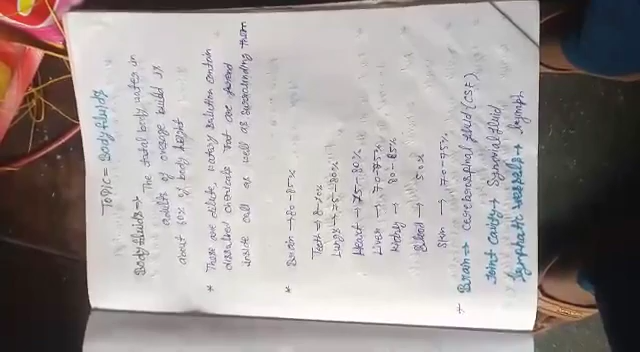 TOPIC = Body fluids
Body fluids → The total body water in
adults of average build is
about 60% of body
* These are dilute, watery solution contain
dissolved chemicals that are found
inside cell as well as surrounding them
* Brain → 80-85%
Teeth → 8-10%
Lungs → 75-80%
Heart → 75-80%
Liver → 70-75%
Kidney → 80-85%
Blood → 50%
Skin → 70-75%
+ Brain → cerebrospinal fluid (CSF)
Joint Cavity → Synovial fluid
lymphatic vessels → lymph